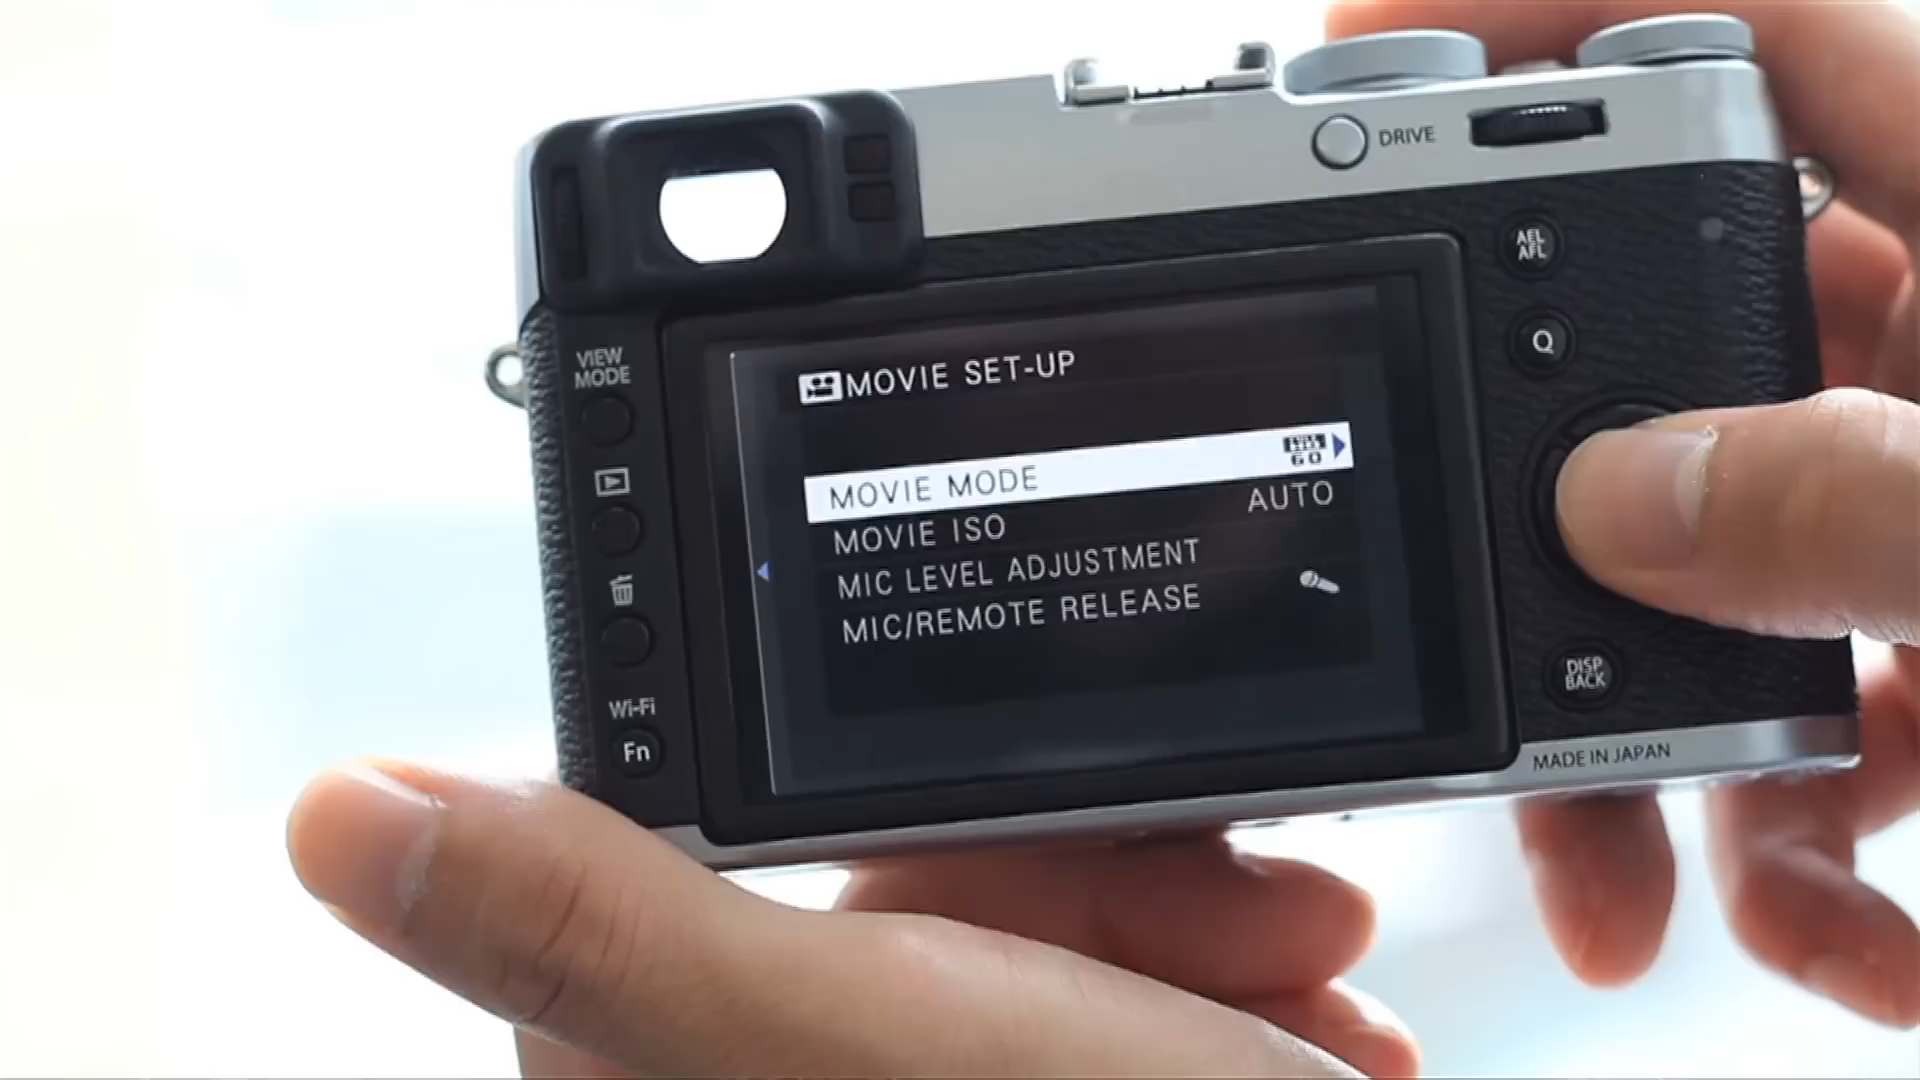 DRIVE
AEL
AFL
VIEW
MODE
Q
MOVIE SET-UP
MOVIE MODE
60
MOVIE ISO AUTO
MIC LEVEL ADJUSTMENT
MIC/REMOTE RELEASE
DISP
BACK
Wi-Fi
Fn
MADE IN JAPAN